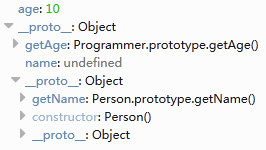 age: 10
__proto__: Object
getAge: Programmer.prototype.getAge()
name: undefined
__proto__: Object
getName: Person.prototype.getName()
constructor: Person()
__proto__: Object